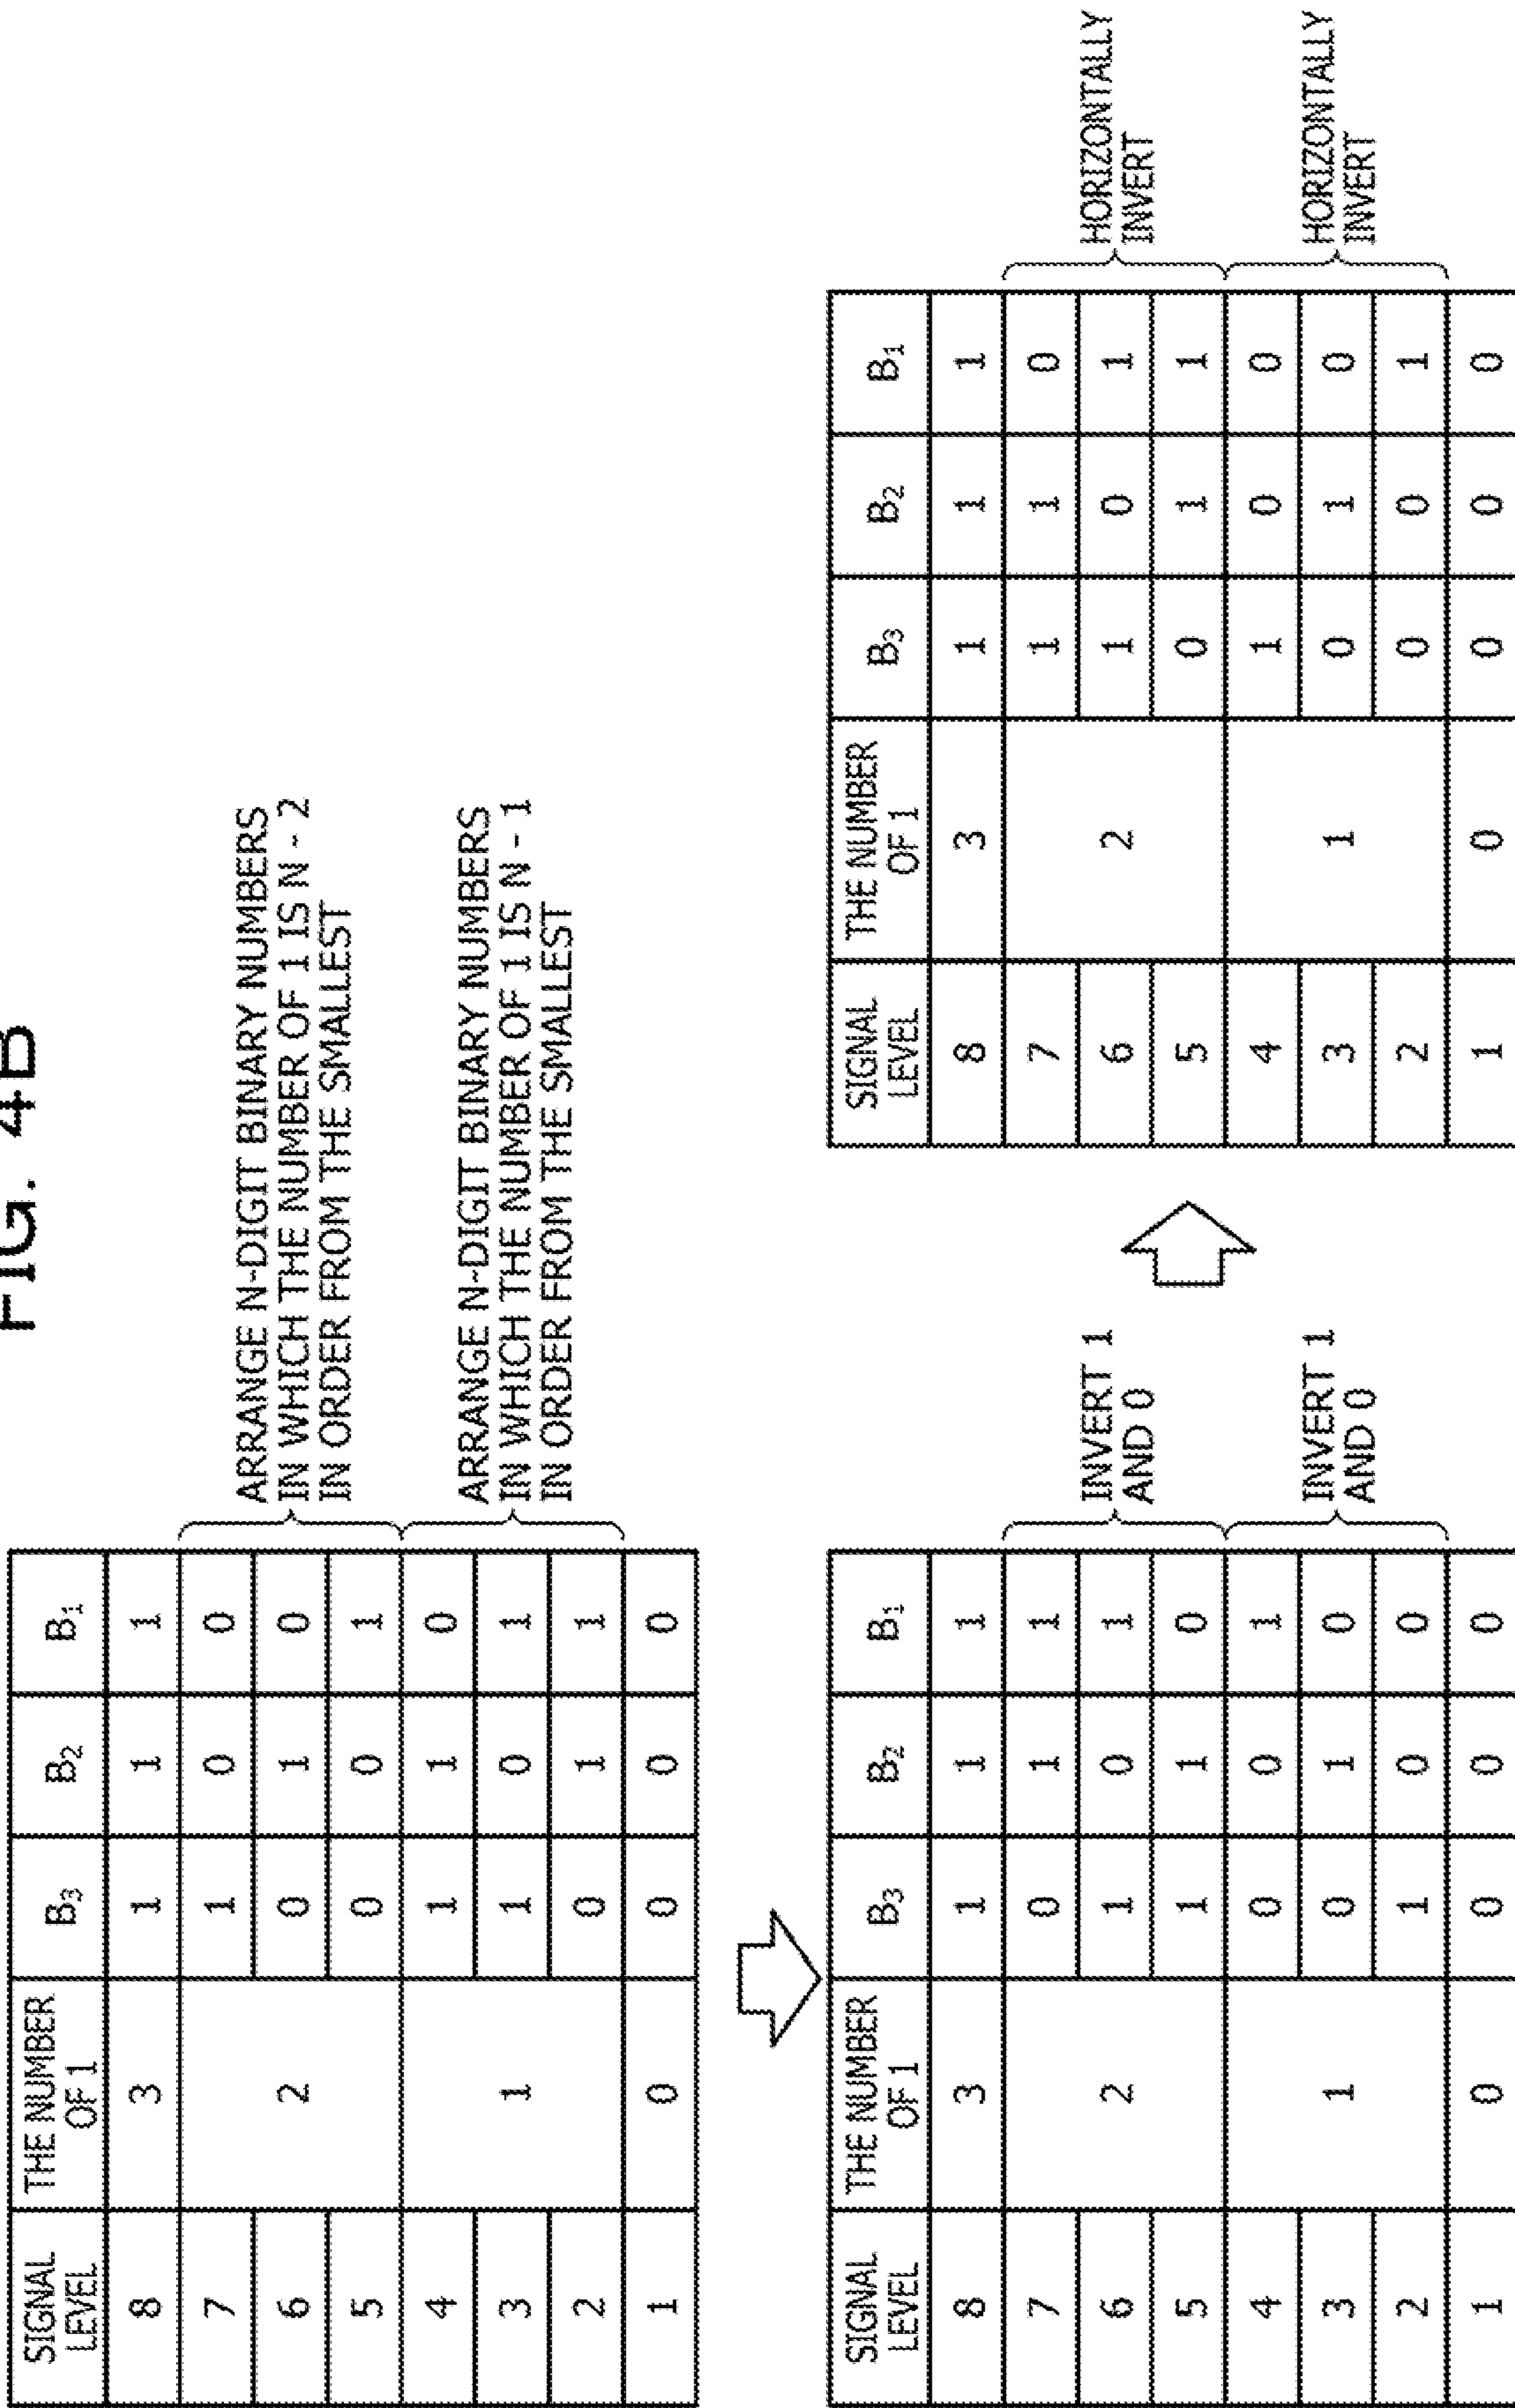 FIG. 4B
SIGNAL LEVEL THE NUMBER OF 1 B3 B2 B1
8 3 1 1 1
7 2 1 0 0
6 0 1 0
5 0 0 1
4 1 1 1 0
3 1 0 1
2 0 1 1
1 0 0 0 0
ARRANGE N-DIGIT BINARY NUMBERS
IN WHICH THE NUMBER OF 1 IS N - 2
IN ORDER FROM THE SMALLEST
ARRANGE N-DIGIT BINARY NUMBERS
IN WHICH THE NUMBER OF 1 IS N - 1
IN ORDER FROM THE SMALLEST
SIGNAL LEVEL THE NUMBER OF 1 B3 B2 B1
8 3 1 1 1
7 2 0 1 1
6 1 0 1
5 1 1 0
4 1 0 0 1
3 0 1 0
2 1 0 0
1 0 0 0 0
INVERT 1
AND 0
INVERT 1
AND 0
SIGNAL LEVEL THE NUMBER OF 1 B3 B2 B1
8 3 1 1 1
7 2 1 1 0
6 1 0 1
5 0 1 1
4 1 1 0 0
3 0 1 0
2 0 0 1
1 0 0 0 0
HORIZONTALLY
INVERT
HORIZONTALLY
INVERT